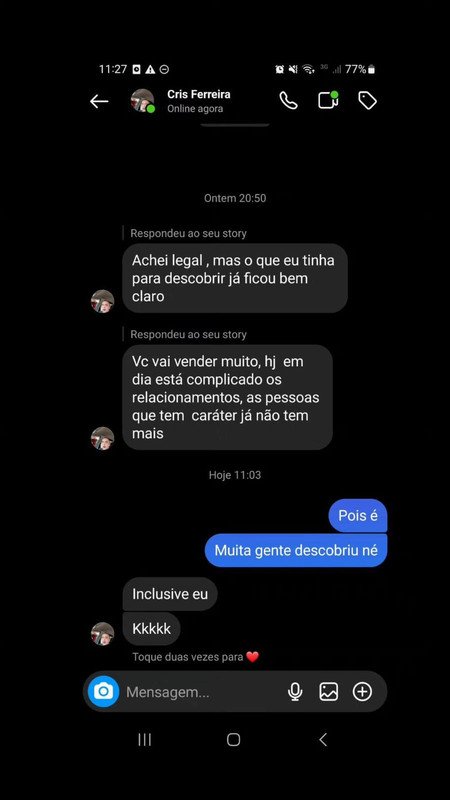 11:27
3G
77%
Cris Ferreira
Online agora
Ontem 20:50
Respondeu ao seu story
Achei legal , mas o que eu tinha
para descobrir já ficou bem
claro
Respondeu ao seu story
Vc vai vender muito, hj  em
dia está complicado os
relacionamentos, as pessoas
que tem  caráter já não tem
mais
Hoje 11:03
Pois é
Muita gente descobriu né
Inclusive eu
Kkkkk
Toque duas vezes para ❤️
Mensagem...